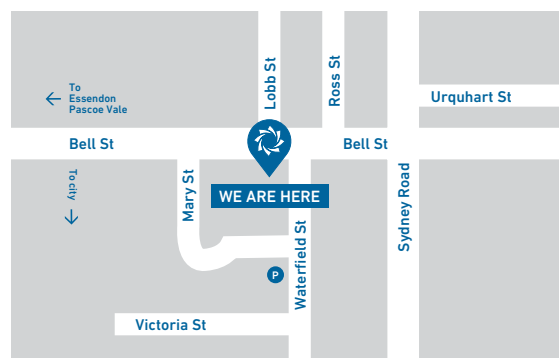 Lobb St
Ross St
To
Essendon
Pascoe Vale
Urquhart St
Bell St
Bell St
To city
Mary St
WE ARE HERE
Sydney Road
Waterfield St
P
Victoria St